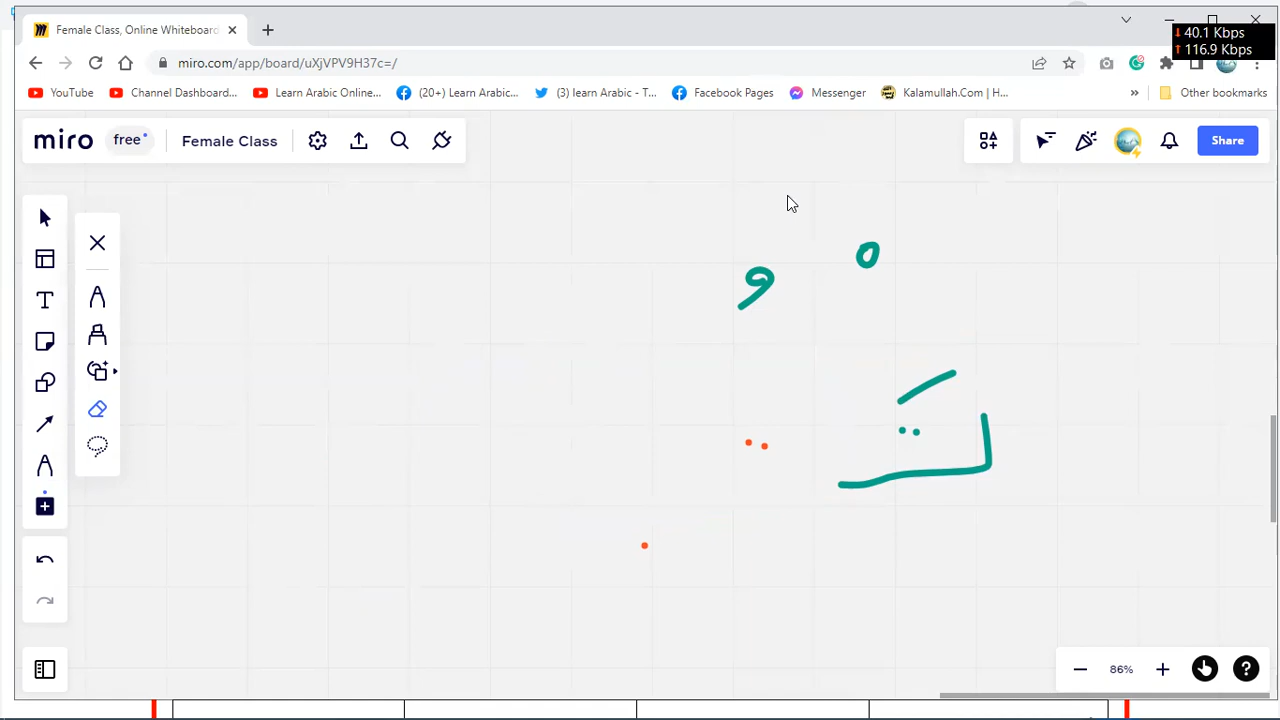 Female Class, Online Whiteboard
40.1 Kbps
116.9 Kbps
miro.com/app/board/uXjVPV9H37c=/
YouTube
Channel Dashboard...
Learn Arabic Online...
(20+) Learn Arabic...
(3) learn Arabic - T...
Facebook Pages
Messenger
Kalamullah.Com | H...
»
Other bookmarks
miro
free
Female Class
Share
86%